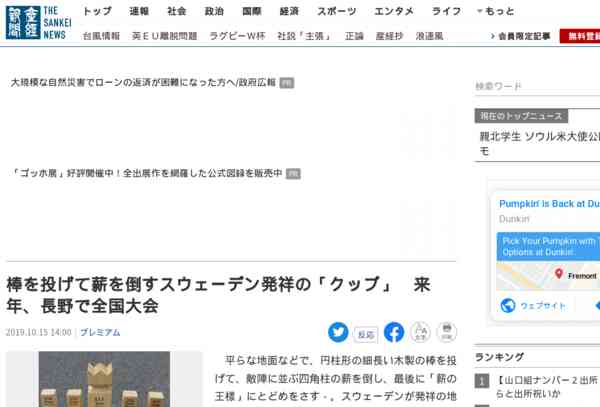 産経新聞
THE SANKEI NEWS
トップ 速報 社会 政治 国際 経済 スポーツ エンタメ ライフ もっと
台風情報 英EU離脱問題 ラグビーW杯 社説「主張」 正論 産経抄 浪速風
会員限定記事 無料登録
大規模な自然災害でローンの返済が困難になった方へ/政府広報 PR
検索ワード
現在のトップニュース
親北学生 ソウル米大使公
モ
「ゴッホ展」好評開催中！全出展作を網羅した公式図録を販売中 PR
Pumpkin' is Back at Du
Dunkin'
Pick Your Pumpkin with
Options at Dunkin'.
Fremont
ウェブサイト
棒を投げて薪を倒すスウェーデン発祥の「クッブ」 来
年、長野で全国大会
2019.10.15 14:00 プレミアム
反応
文字
印刷
平らな地面などで、円柱形の細長い木製の棒を投
げて、敵陣に並ぶ四角柱の薪を倒し、最後に「薪の
王様」にとどめをさす－。スウェーデンが発祥の地
ランキング
1 【山口組ナンバー２出所
らと出所祝いか